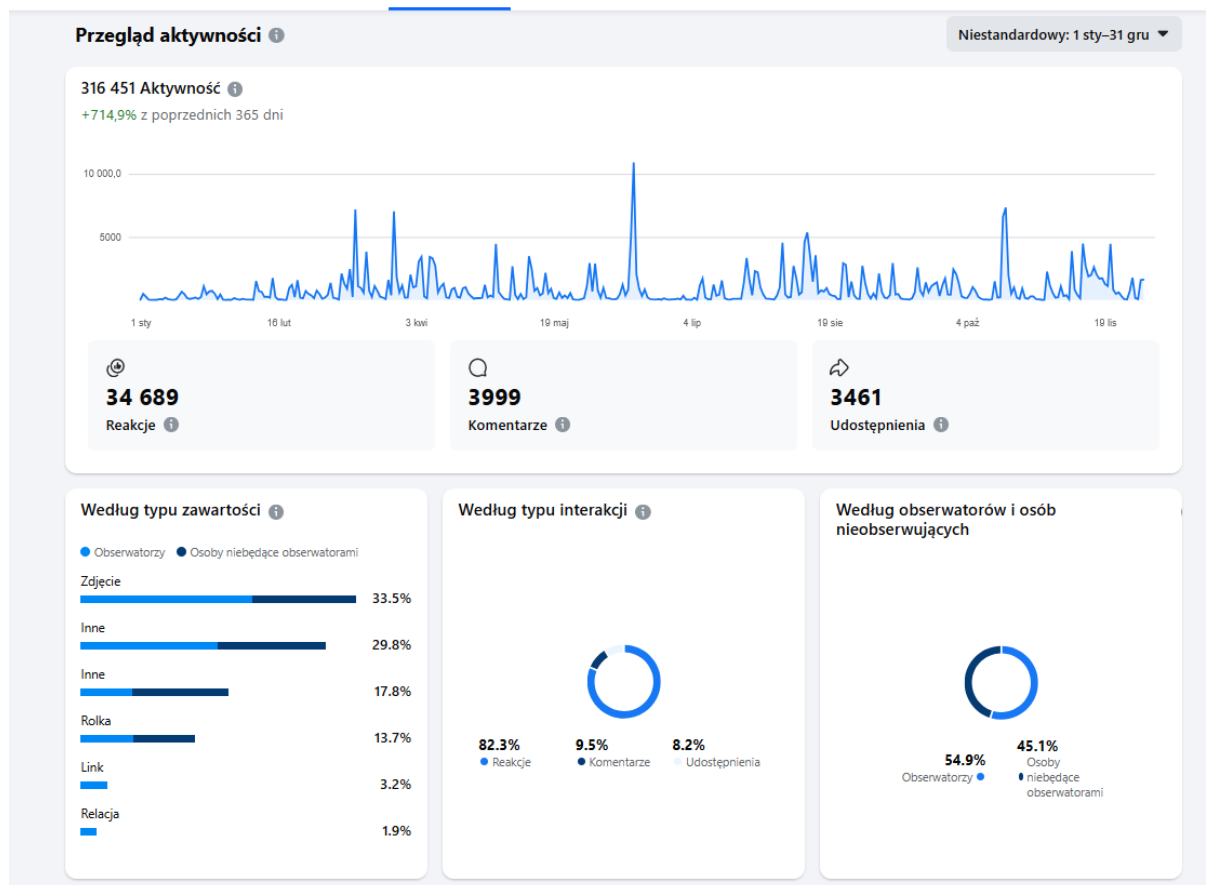 Przegląd aktywności
Niestandardowy: 1 sty–31 gru
316 451 Aktywność
+714,9% z poprzednich 365 dni
10 000,0
5000
1 sty
16 lut
3 kwi
19 maj
4 lip
19 sie
4 paź
19 lis
34 689
Reakcje
3999
Komentarze
3461
Udostępnienia
Według typu zawartości
Obserwatorzy
Osoby niebędące obserwatorami
Zdjęcie
33.5%
Inne
29.8%
Inne
17.8%
Rolka
13.7%
Link
3.2%
Relacja
1.9%
Według typu interakcji
82.3%
Reakcje
9.5%
Komentarze
8.2%
Udostępnienia
Według obserwatorów i osób
nieobserwujących
54.9%
Obserwatorzy
45.1%
Osoby
niebędące
obserwatorami